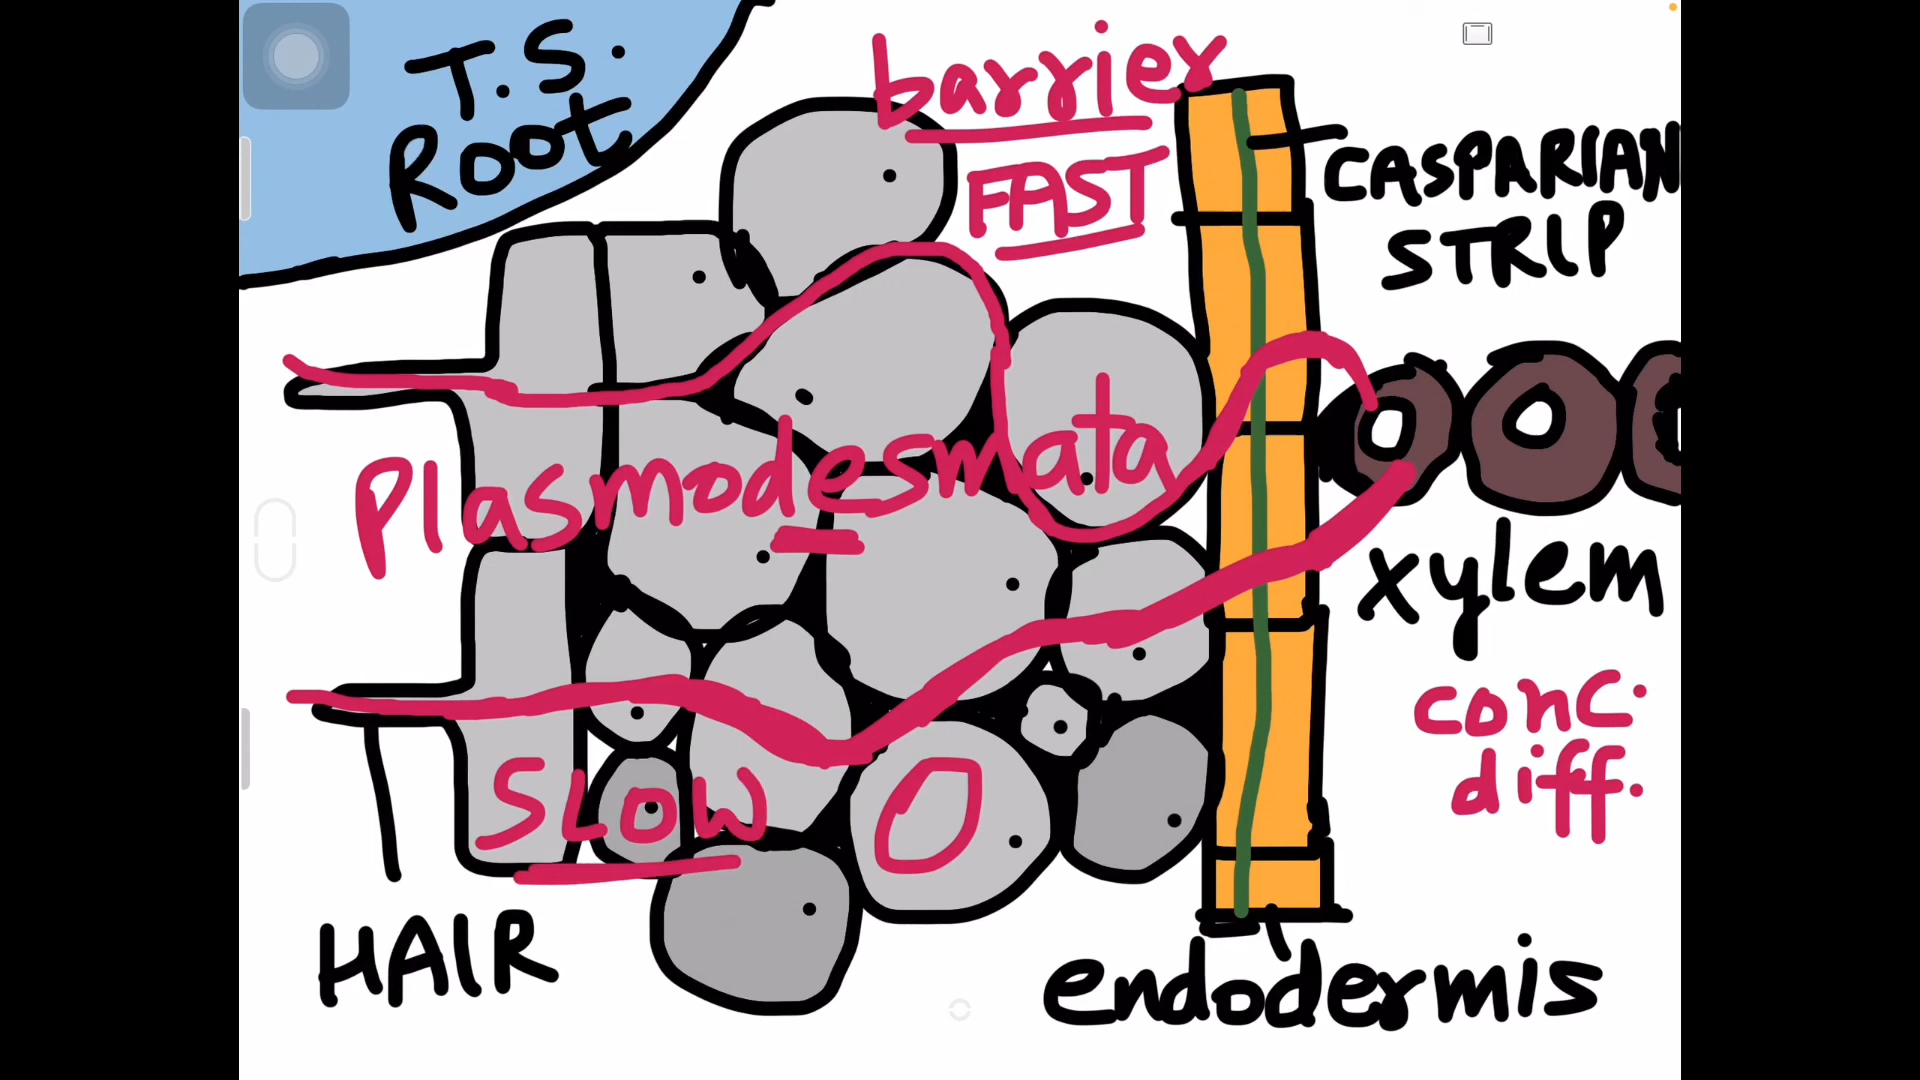 T.S.
Root
barrier
FAST
CASPARIAN
STRIP
Plasmodesmata
xylem
conc.
diff.
SLOW
HAIR
endodermis